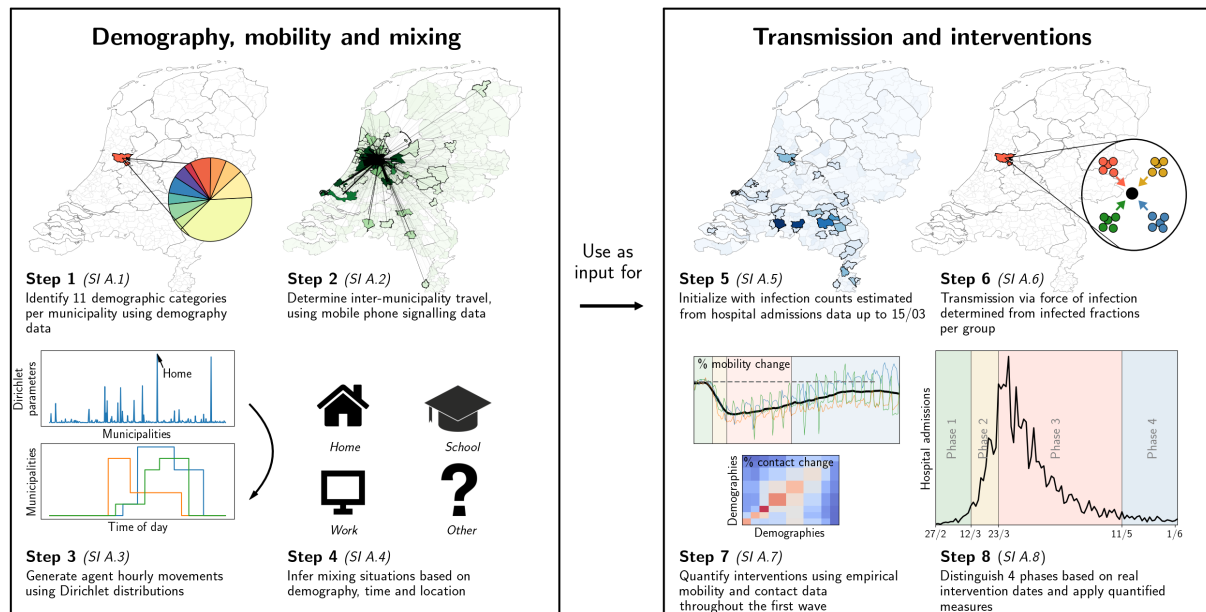 Demography, mobility and mixing
Step 1 (SI A.1)
Identify 11 demographic categories
per municipality using demography
data
Step 2 (SI A.2)
Determine inter-municipality travel,
using mobile phone signalling data
Dirichlet
parameters
Home
Municipalities
Municipalities
Time of day
Step 3 (SI A.3)
Generate agent hourly movements
using Dirichlet distributions
Home
School
Work
Other
Step 4 (SI A.4)
Infer mixing situations based on
demography, time and location
Use as
input for
Transmission and interventions
Step 5 (SI A.5)
Initialize with infection counts estimated
from hospital admissions data up to 15/03
Step 6 (SI A.6)
Transmission via force of infection
determined from infected fractions
per group
% mobility change
% contact change
Demographies
Demographies
Step 7 (SI A.7)
Quantify interventions using empirical
mobility and contact data
throughout the first wave
Hospital admissions
Phase 1
Phase 2
Phase 3
Phase 4
27/2 12/3 23/3 11/5 1/6
Step 8 (SI A.8)
Distinguish 4 phases based on real
intervention dates and apply quantified
measures